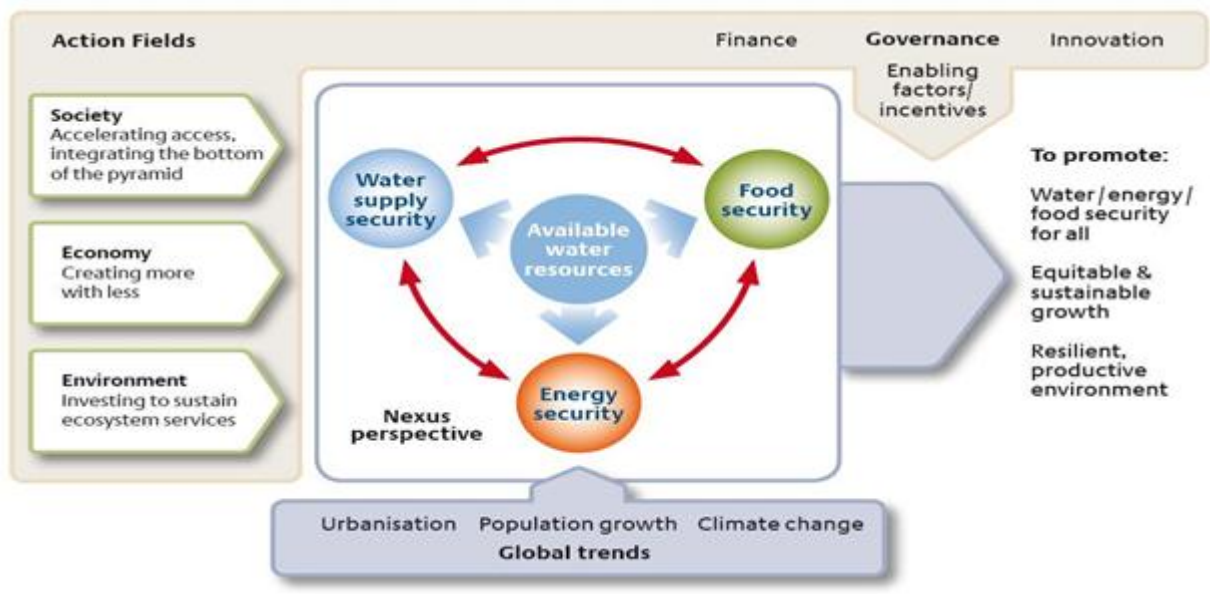 Action Fields
Finance
Governance
Innovation
Enabling
factors/
incentives
Society
Accelerating access,
integrating the bottom
of the pyramid
Economy
Creating more
with less
Environment
Investing to sustain
ecosystem services
Water
supply
security
Food
security
Available
water
resources
Energy
security
Nexus
perspective
To promote:
Water / energy /
food security
for all
Equitable &
sustainable
growth
Resilient,
productive
environment
Urbanisation
Population growth
Climate change
Global trends